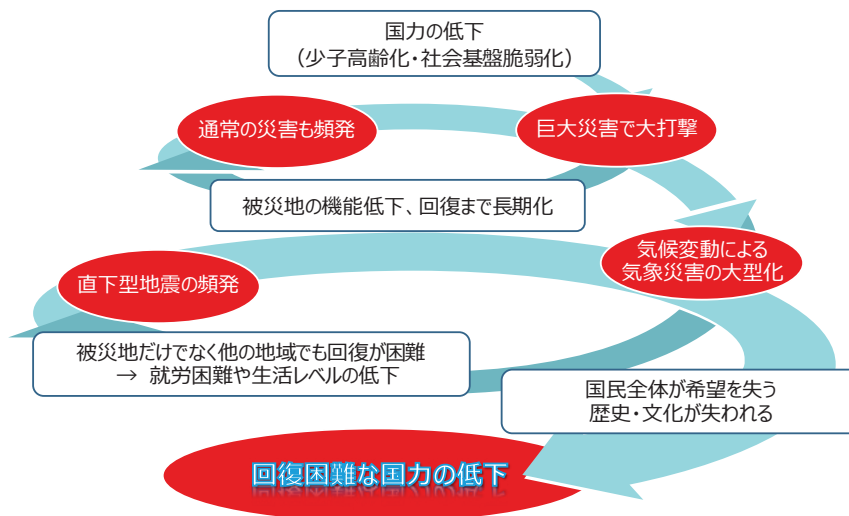 国力の低下
（少子高齢化・社会基盤脆弱化）
通常の災害も頻発
巨大災害で大打撃
被災地の機能低下、回復まで長期化
気候変動による
気象災害の大型化
直下型地震の頻発
被災地だけでなく他の地域でも回復が困難
→ 就労困難や生活レベルの低下
国民全体が希望を失う
歴史・文化が失われる
回復困難な国力の低下